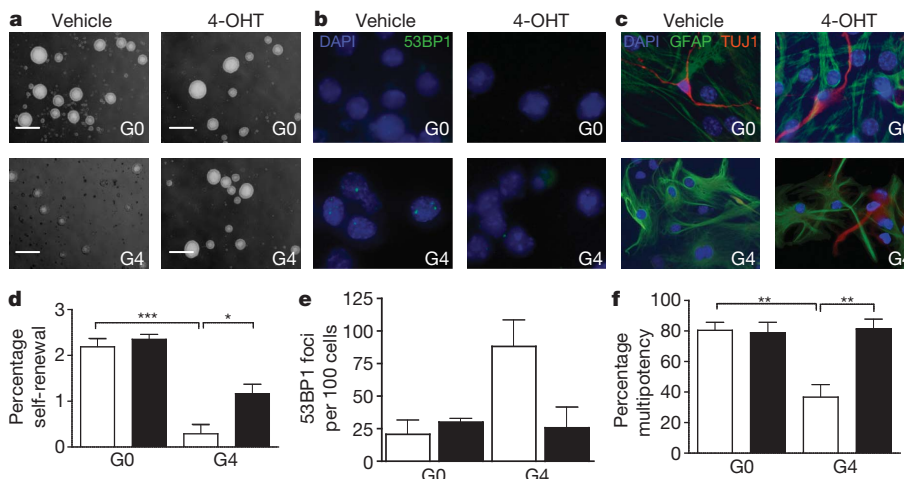 a Vehicle 4-OHT
G0 G0
G4 G4
b Vehicle 4-OHT
DAPI 53BP1
G0 G0
G4 G4
c Vehicle 4-OHT
DAPI GFAP TUJ1
G0 G0
G4 G4
d
Percentage
self-renewal
2
1
0
***
*
G0 G4
e
53BP1 foci
per 100 cells
125
100
75
50
25
0
G0 G4
f
Percentage
multipotency
100
80
60
40
20
0
**
**
G0 G4